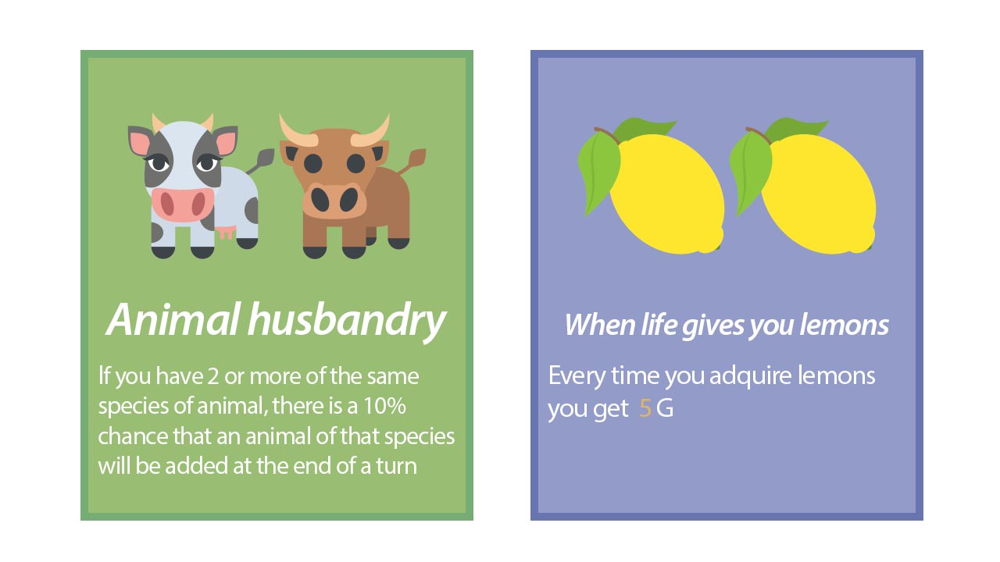 Animal husbandry
If you have 2 or more of the same
species of animal, there is a 10%
chance that an animal of that species
will be added at the end of a turn
When life gives you lemons
Every time you adquire lemons
you get 5 G